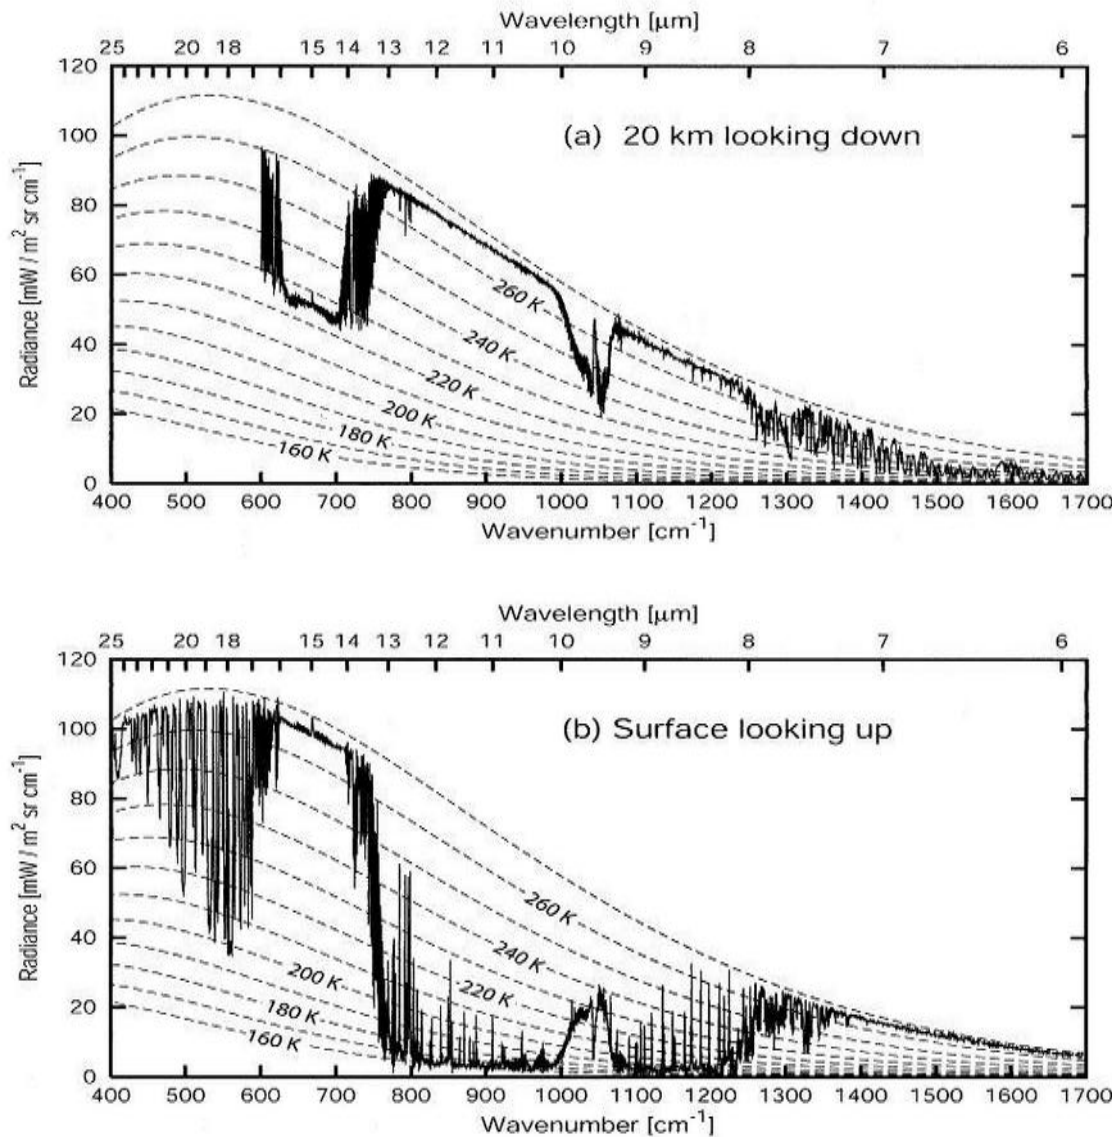 Wavelength [μm]
25 20 18 15 14 13 12 11 10 9 8 7 6
120
100
80
60
40
20
0
Radiance [mW / m² sr cm⁻¹]
(a) 20 km looking down
260 K
240 K
220 K
200 K
180 K
160 K
400 500 600 700 800 900 1000 1100 1200 1300 1400 1500 1600 1700
Wavenumber [cm⁻¹]
Wavelength [μm]
25 20 18 15 14 13 12 11 10 9 8 7 6
120
100
80
60
40
20
0
Radiance [mW / m² sr cm⁻¹]
(b) Surface looking up
260 K
240 K
220 K
200 K
180 K
160 K
400 500 600 700 800 900 1000 1100 1200 1300 1400 1500 1600 1700
Wavenumber [cm⁻¹]